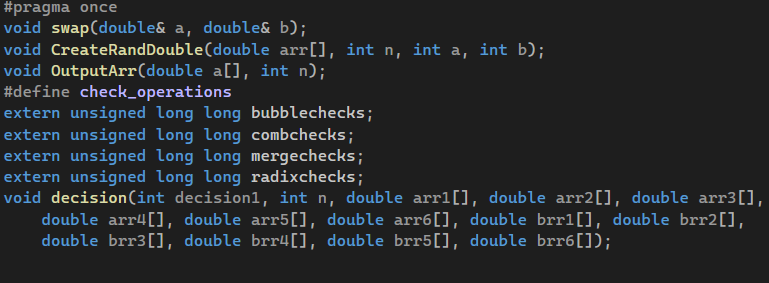 #pragma once
void swap(double& a, double& b);
void CreateRandDouble(double arr[], int n, int a, int b);
void OutputArr(double a[], int n);
#define check_operations
extern unsigned long long bubblechecks;
extern unsigned long long combchecks;
extern unsigned long long mergechecks;
extern unsigned long long radixchecks;
void decision(int decision1, int n, double arr1[], double arr2[], double arr3[],
    double arr4[], double arr5[], double arr6[], double brr1[], double brr2[],
    double brr3[], double brr4[], double brr5[], double brr6[]);